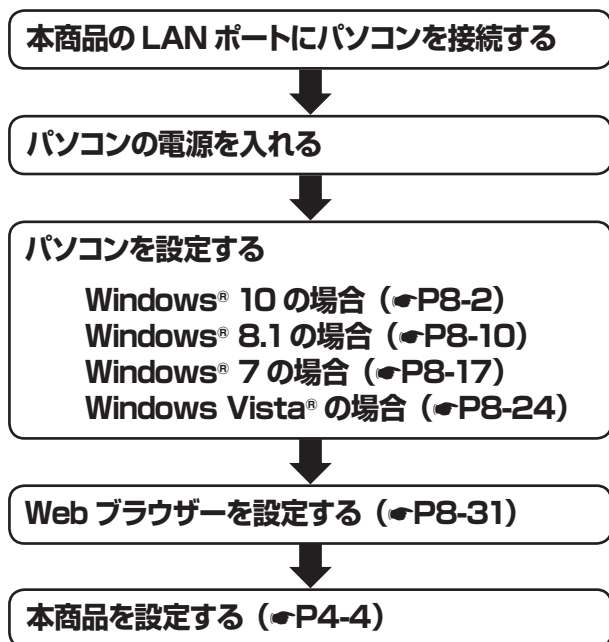 本商品の LAN ポートにパソコンを接続する
パソコンの電源を入れる
パソコンを設定する
Windows® 10 の場合（☛P8-2）
Windows® 8.1 の場合（☛P8-10）
Windows® 7 の場合（☛P8-17）
Windows Vista® の場合（☛P8-24）
Web ブラウザーを設定する（☛P8-31）
本商品を設定する（☛P4-4）